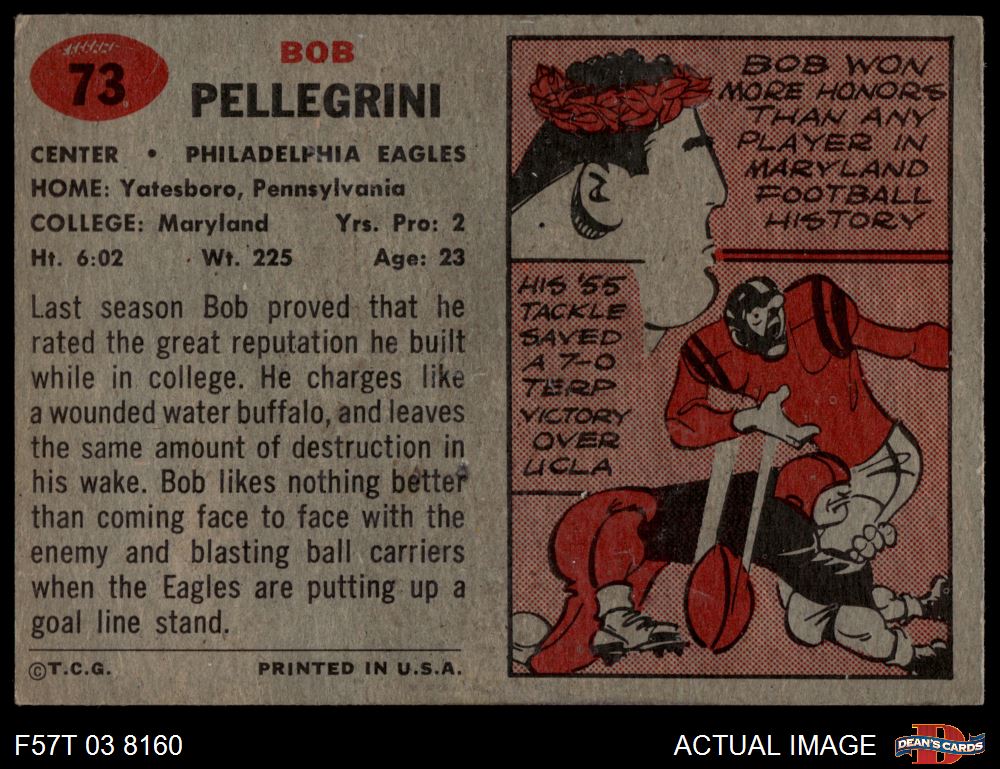 73
BOB
PELLEGRINI
CENTER • PHILADELPHIA EAGLES
HOME: Yatesboro, Pennsylvania
COLLEGE: Maryland Yrs. Pro: 2
Ht. 6:02 Wt. 225 Age: 23
Last season Bob proved that he
rated the great reputation he built
while in college. He charges like
a wounded water buffalo, and leaves
the same amount of destruction in
his wake. Bob likes nothing better
than coming face to face with the
enemy and blasting ball carriers
when the Eagles are putting up a
goal line stand.
©T.C.G. PRINTED IN U.S.A.
BOB WON
MORE HONORS
THAN ANY
PLAYER IN
MARYLAND
FOOTBALL
HISTORY
HIS '55
TACKLE
SAVED
A 7-0
TERP
VICTORY
OVER
UCLA
F57T 03 8160
ACTUAL IMAGE
D
DEAN'S CARDS